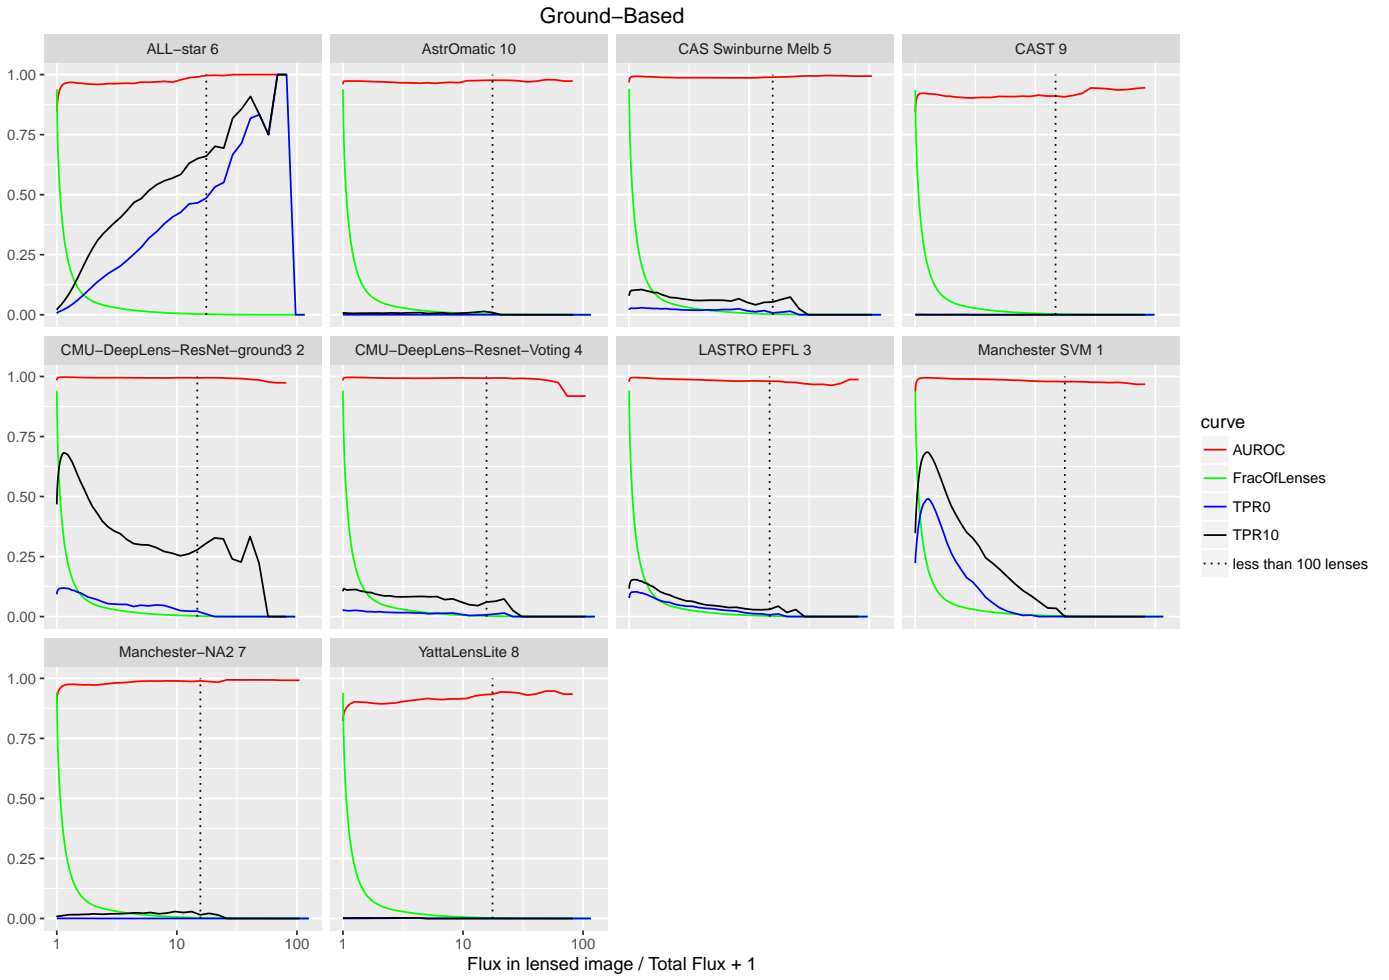 Ground−Based
ALL−star 6
AstrOmatic 10
CAS Swinburne Melb 5
CAST 9
1.00
0.75
0.50
0.25
0.00
CMU−DeepLens−ResNet−ground3 2
CMU−DeepLens−Resnet−Voting 4
LASTRO EPFL 3
Manchester SVM 1
1.00
0.75
0.50
0.25
0.00
curve
AUROC
FracOfLenses
TPR0
TPR10
less than 100 lenses
Manchester−NA2 7
YattaLensLite 8
1.00
0.75
0.50
0.25
0.00
1 10 100
1 10 100
Flux in lensed image / Total Flux + 1